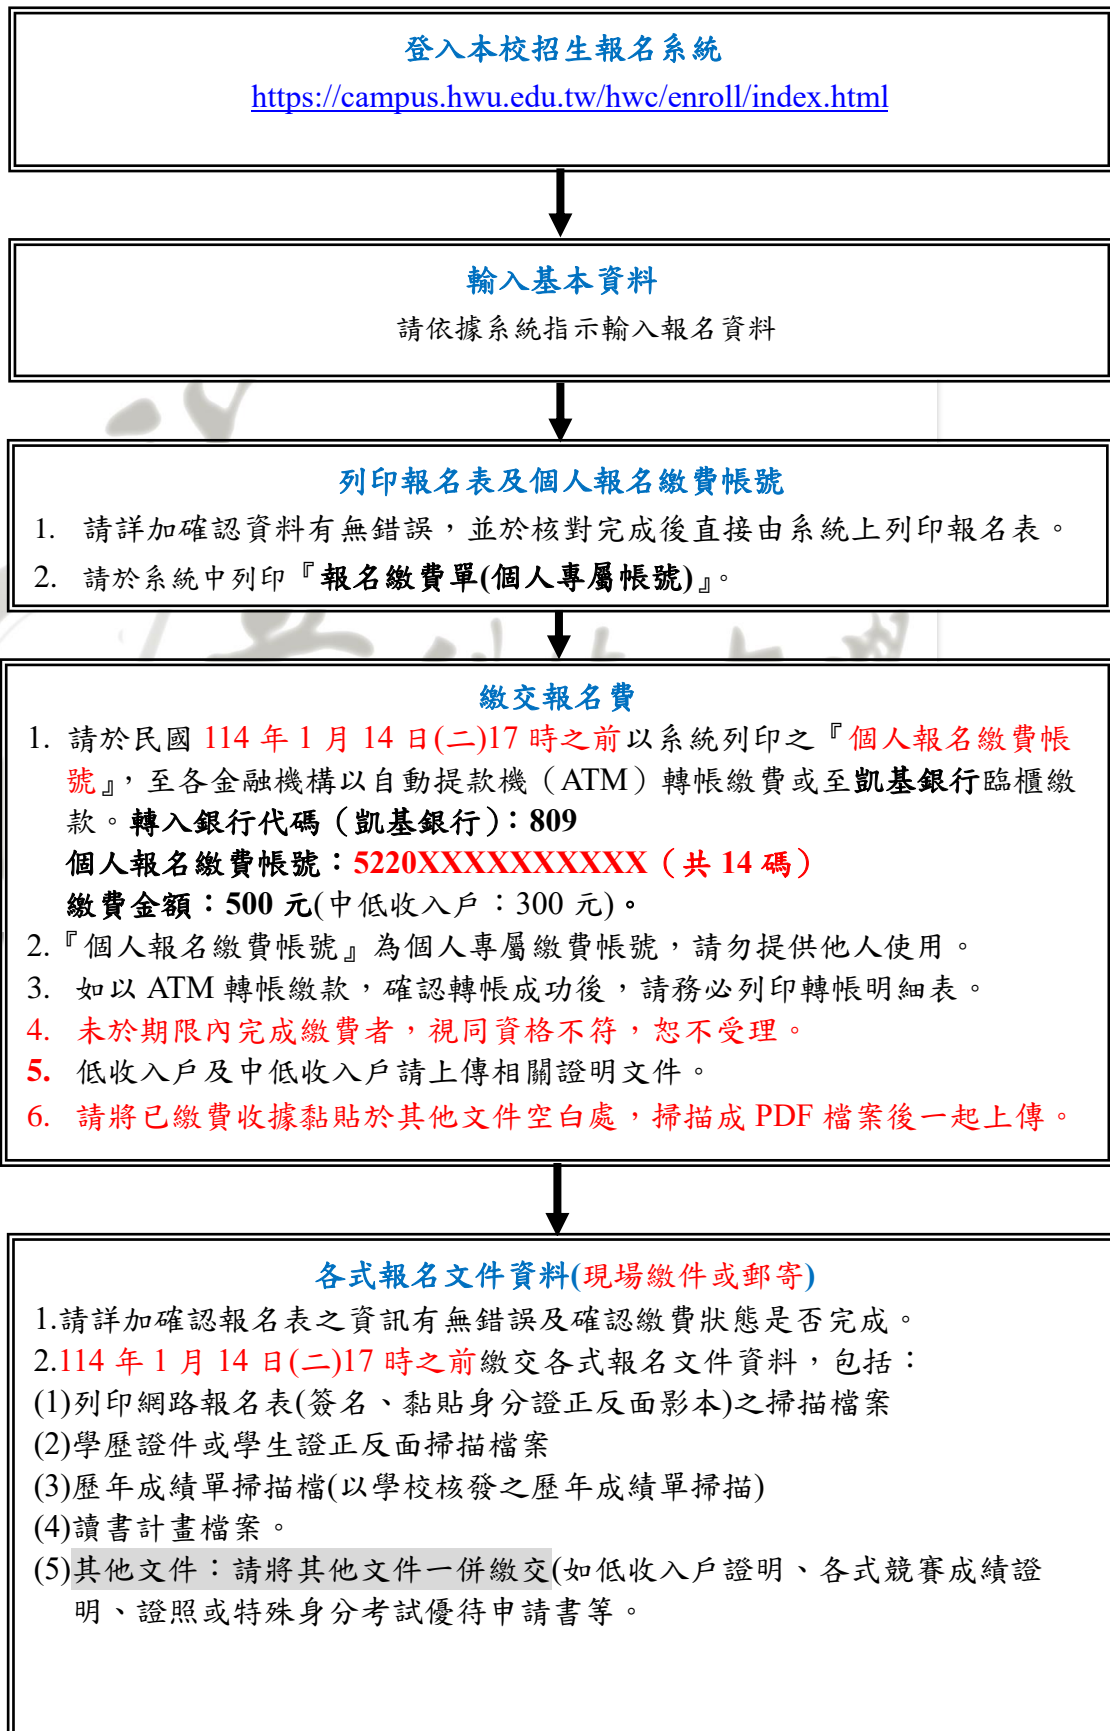 登入本校招生報名系統
https://campus.hwu.edu.tw/hwc/enroll/index.html
輸入基本資料
請依據系統指示輸入報名資料
列印報名表及個人報名繳費帳號
1. 請詳加確認資料有無錯誤，並於核對完成後直接由系統上列印報名表。
2. 請於系統中列印『報名繳費單(個人專屬帳號)』。
繳交報名費
1. 請於民國 114 年 1 月 14 日(二)17 時之前以系統列印之『個人報名繳費帳
號』，至各金融機構以自動提款機（ATM）轉帳繳費或至凱基銀行臨櫃繳
款。轉入銀行代碼（凱基銀行）：809
個人報名繳費帳號：5220XXXXXXXXXX（共 14 碼）
繳費金額：500 元(中低收入戶：300 元)。
2.『個人報名繳費帳號』為個人專屬繳費帳號，請勿提供他人使用。
3. 如以 ATM 轉帳繳款，確認轉帳成功後，請務必列印轉帳明細表。
4. 未於期限內完成繳費者，視同資格不符，恕不受理。
5. 低收入戶及中低收入戶請上傳相關證明文件。
6. 請將已繳費收據黏貼於其他文件空白處，掃描成 PDF 檔案後一起上傳。
各式報名文件資料(現場繳件或郵寄)
1.請詳加確認報名表之資訊有無錯誤及確認繳費狀態是否完成。
2.114 年 1 月 14 日(二)17 時之前繳交各式報名文件資料，包括：
(1)列印網路報名表(簽名、黏貼身分證正反面影本)之掃描檔案
(2)學歷證件或學生證正反面掃描檔案
(3)歷年成績單掃描檔(以學校核發之歷年成績單掃描)
(4)讀書計畫檔案。
(5)其他文件：請將其他文件一併繳交(如低收入戶證明、各式競賽成績證
明、證照或特殊身分考試優待申請書等。